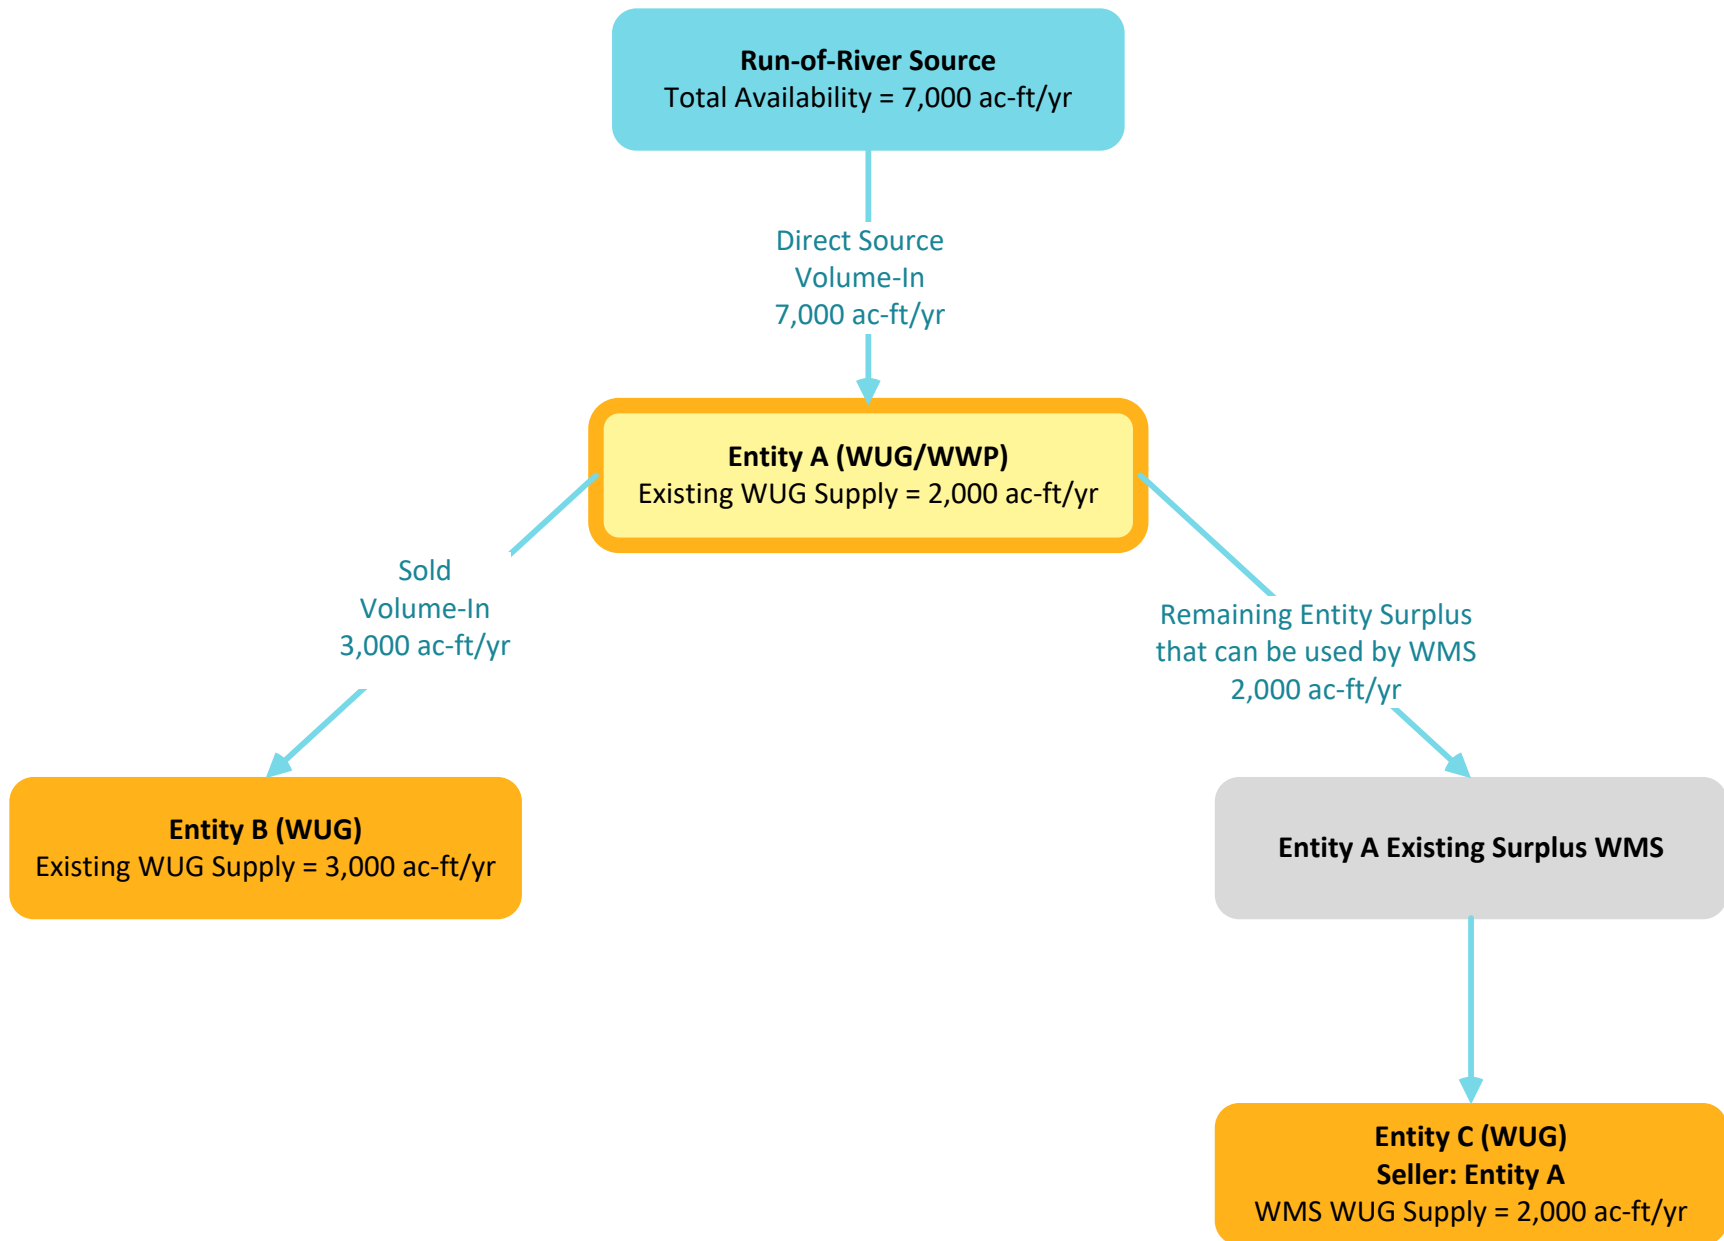 Run-of-River Source
Total Availability = 7,000 ac-ft/yr
Direct Source
Volume-In
7,000 ac-ft/yr
Entity A (WUG/WWP)
Existing WUG Supply = 2,000 ac-ft/yr
Sold
Volume-In
3,000 ac-ft/yr
Remaining Entity Surplus
that can be used by WMS
2,000 ac-ft/yr
Entity B (WUG)
Existing WUG Supply = 3,000 ac-ft/yr
Entity A Existing Surplus WMS
Entity C (WUG)
Seller: Entity A
WMS WUG Supply = 2,000 ac-ft/yr